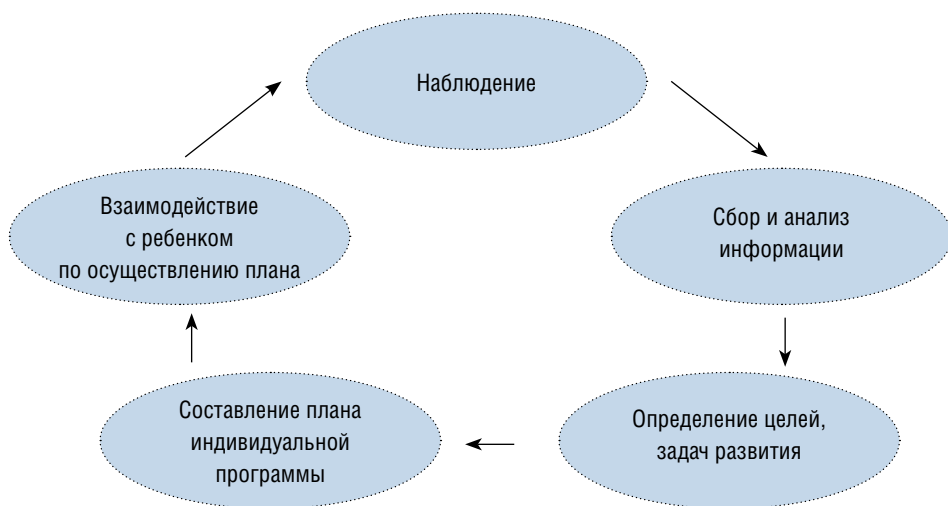 Наблюдение
Сбор и анализ
информации
Определение целей,
задач развития
Составление плана
индивидуальной
программы
Взаимодействие
с ребенком
по осуществлению плана